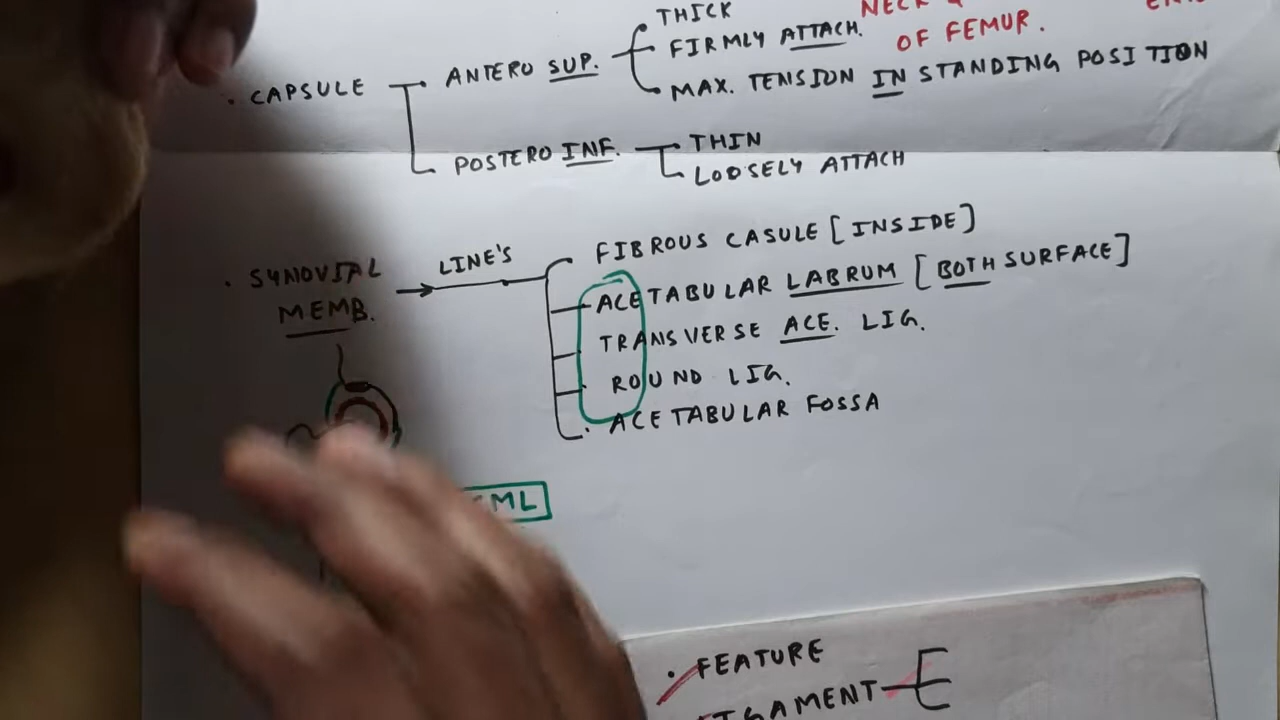 THICK
NECK
. CAPSULE
ANTERO SUP.
FIRMLY ATTACH.
OF FEMUR.
MAX. TENSION IN STANDING POSITION
POSTERO INF.
THIN
LOOSELY ATTACH
. SYNOVIAL
MEMB.
LINE'S
FIBROUS CASULE [INSIDE]
ACETABULAR LABRUM [BOTH SURFACE]
TRANSVERSE ACE. LIG.
ROUND LIG.
ACETABULAR FOSSA
. FEATURE